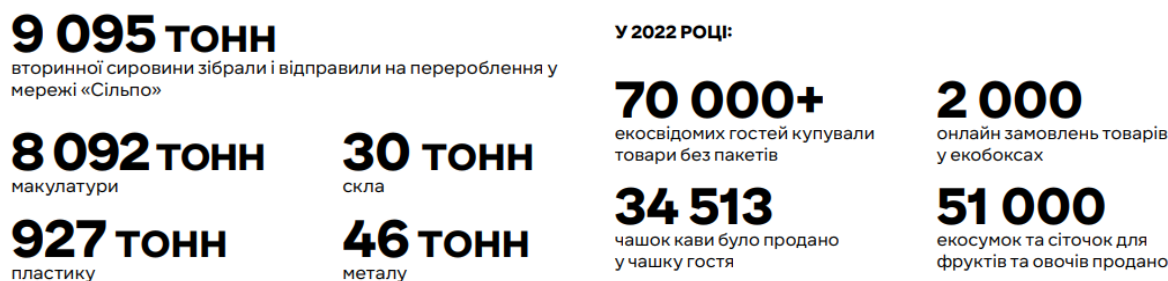 9 095 тонн
вторинної сировини зібрали і відправили на перероблення у
мережі «Сільпо»
8 092 тонн
макулатури
30 тонн
скла
927 тонн
пластику
46 тонн
металу
У 2022 РОЦІ:
70 000+
екосвідомих гостей купували
товари без пакетів
2 000
онлайн замовлень товарів
у екобоксах
34 513
чашок кави було продано
у чашку гостя
51 000
екосумок та сіточок для
фруктів та овочів продано